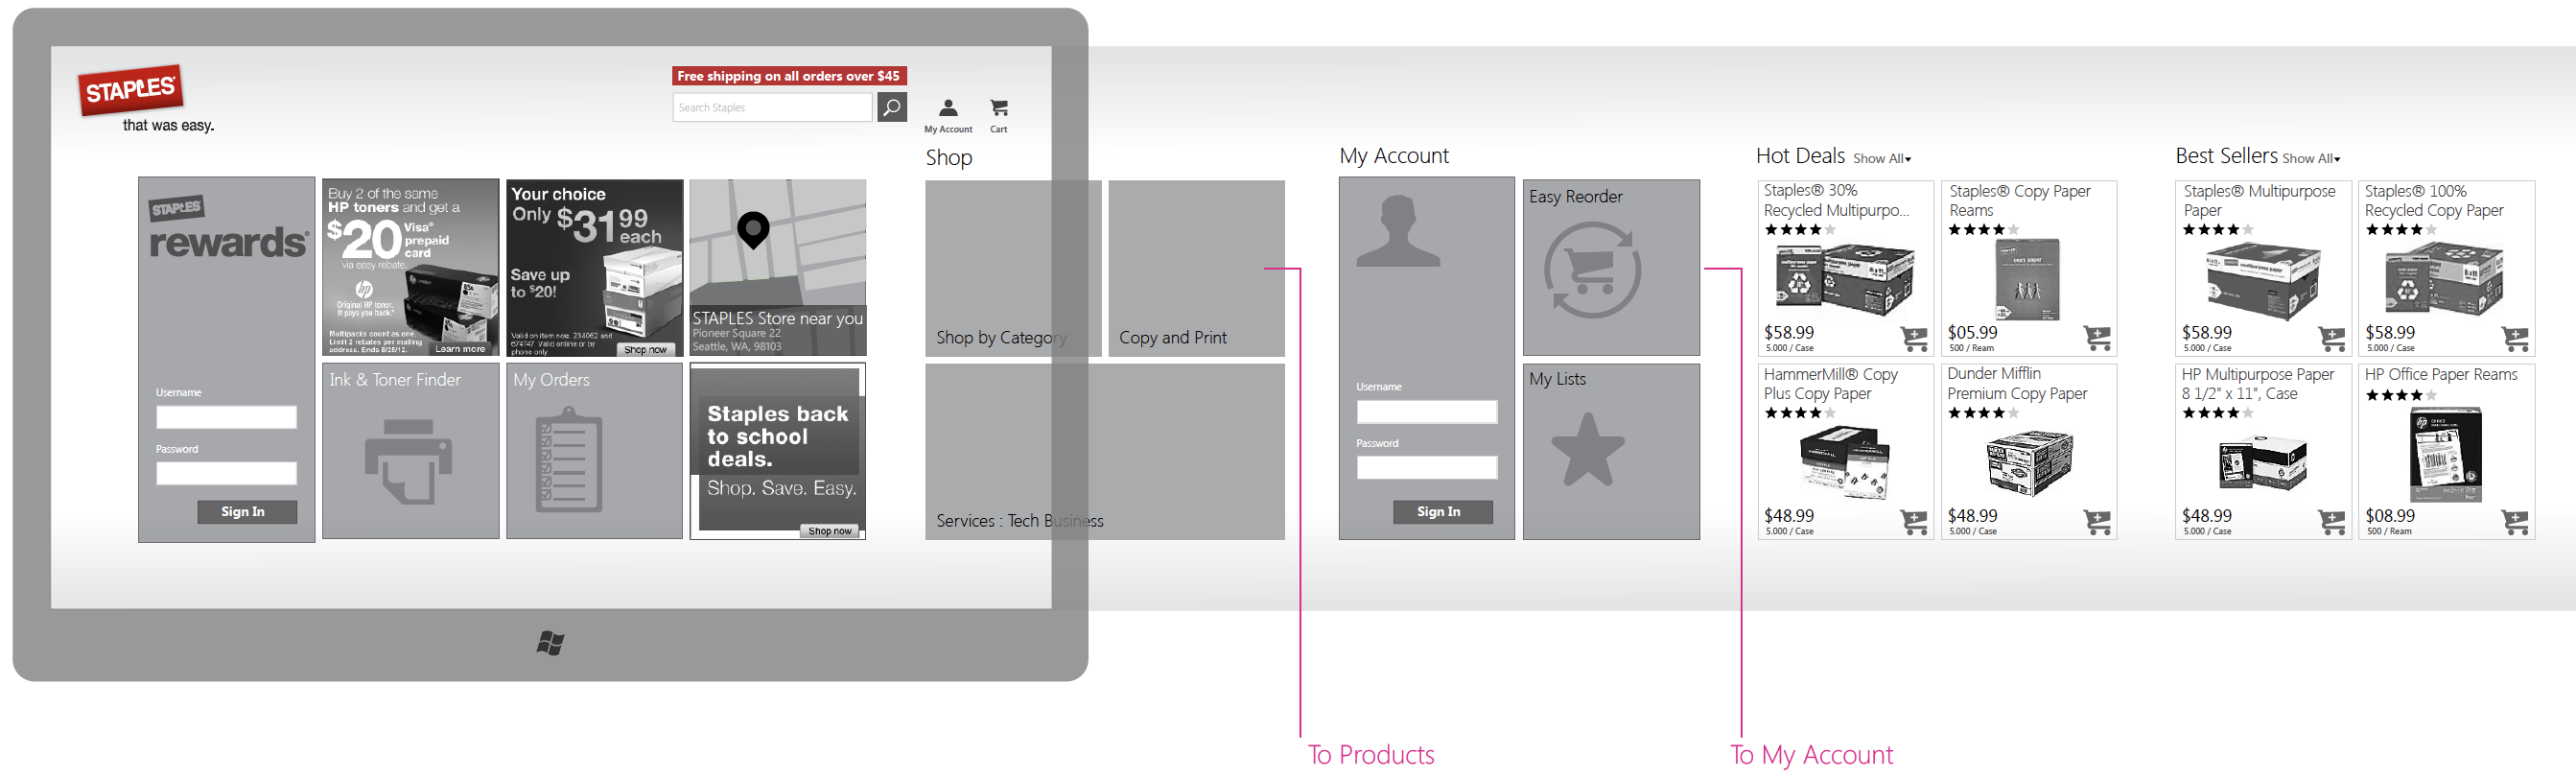 STAPLES
that was easy.
Free shipping on all orders over $45
Search Staples
My Account
Cart
Shop
STAPLES
rewards
Username
Password
Sign In
Buy 2 of the same
HP toners and get a
$20 Visa®
prepaid
card
via easy rebate
hp
Original HP toner.
It pays you back.
Multipacks count as one.
Limit 2 rebates per mailing
address. Ends 8/25/12.
Learn more
Your choice
Only $31.99
each
Save up
to $20!
Valid on item nos. 234062 and
674747. Valid online or by
phone only.
Shop now
STAPLES Store near you
Pioneer Square 22
Seattle, WA, 98103
Ink & Toner Finder
My Orders
Staples back
to school
deals.
Shop. Save. Easy.
Shop now
Shop by Category
Copy and Print
Services : Tech Business
My Account
Username
Password
Sign In
Easy Reorder
My Lists
Hot Deals Show All
Staples® 30%
Recycled Multipurpo...
$58.99
5.000 / Case
Staples® Copy Paper
Reams
copy paper
$05.99
500 / Ream
HammerMill® Copy
Plus Copy Paper
$48.99
5.000 / Case
Dunder Mifflin
Premium Copy Paper
$48.99
5.000 / Case
Best Sellers Show All
Staples® Multipurpose
Paper
multipurpose paper
$58.99
5.000 / Case
Staples® 100%
Recycled Copy Paper
$58.99
5.000 / Case
HP Multipurpose Paper
8 1/2" x 11", Case
$48.99
5.000 / Case
HP Office Paper Reams
OFFICE
$08.99
500 / Ream
To Products
To My Account